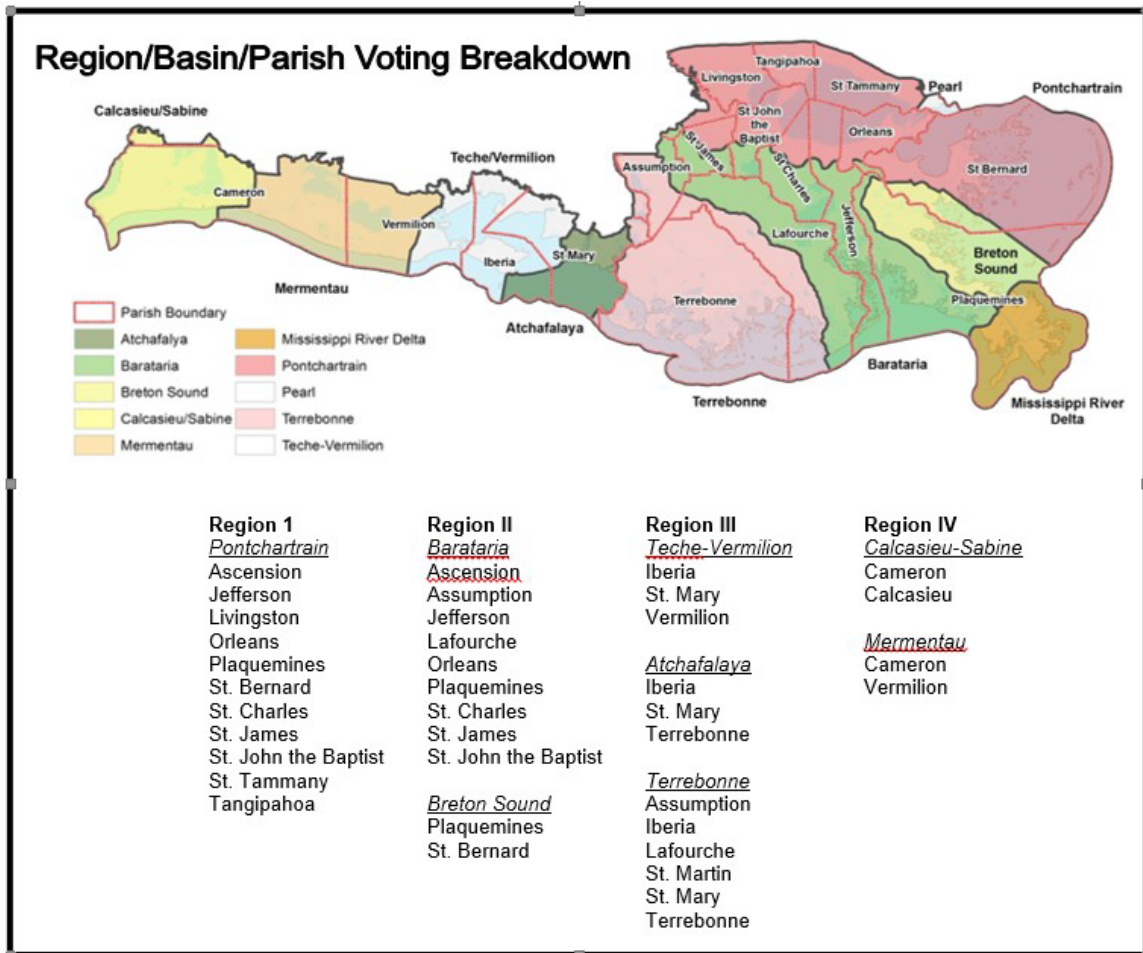 Region/Basin/Parish Voting Breakdown
Calcasieu/Sabine
Cameron
Mermentau
Vermilion
Teche/Vermilion
Iberia
St Mary
Atchafalaya
Assumption
Terrebonne
Terrebonne
Livingston
Tangipahoa
St Tammany
Pearl
Pontchartrain
St John
the
Baptist
Orleans
St James
St Charles
St Bernard
Lafourche
Jefferson
Breton
Sound
Plaquemines
Barataria
Mississippi River
Delta
Parish Boundary
Atchafalya
Barataria
Breton Sound
Calcasieu/Sabine
Mermentau
Mississippi River Delta
Pontchartrain
Pearl
Terrebonne
Teche-Vermilion
Region 1
Pontchartrain
Ascension
Jefferson
Livingston
Orleans
Plaquemines
St. Bernard
St. Charles
St. James
St. John the Baptist
St. Tammany
Tangipahoa
Region II
Barataria
Ascension
Assumption
Jefferson
Lafourche
Orleans
Plaquemines
St. Charles
St. James
St. John the Baptist
Breton Sound
Plaquemines
St. Bernard
Region III
Teche-Vermilion
Iberia
St. Mary
Vermilion
Atchafalaya
Iberia
St. Mary
Terrebonne
Terrebonne
Assumption
Iberia
Lafourche
St. Martin
St. Mary
Terrebonne
Region IV
Calcasieu-Sabine
Cameron
Calcasieu
Mermentau
Cameron
Vermilion